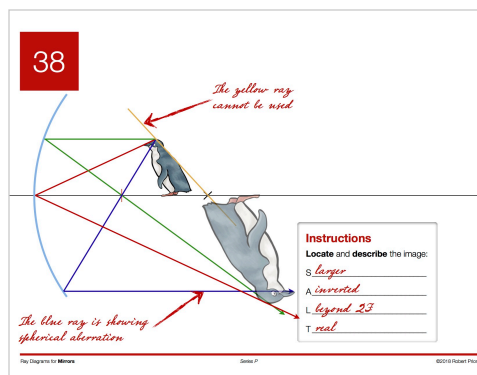 38
The yellow ray
cannot be used
Instructions
Locate and describe the image:
S larger
A inverted
L beyond 2F
T real
The blue ray is showing
spherical aberration
Ray Diagrams for Mirrors
Series P
©2018 Robert Prior